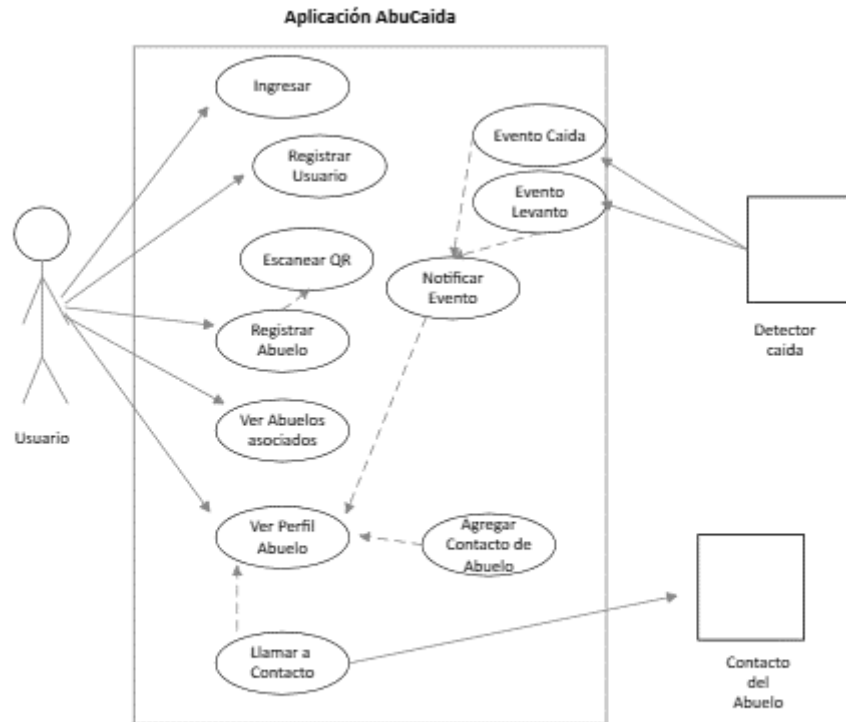 Aplicación AbuCaida
Ingresar
Evento Caida
Registrar
Usuario
Evento
Levanto
Escanear QR
Notificar
Evento
Registrar
Abuelo
Detector
caida
Ver Abuelos
asociados
Usuario
Ver Perfil
Abuelo
Agregar
Contacto de
Abuelo
Llamar a
Contacto
Contacto
del
Abuelo